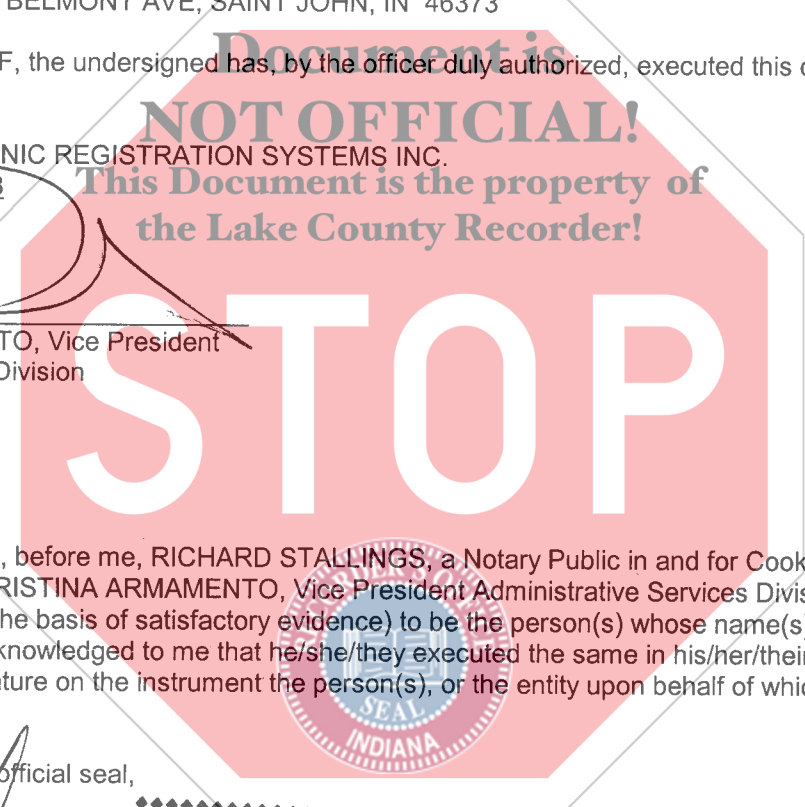 BELMONT AVE, SAINT JOHN, IN 46373
Document is
F, the undersigned has, by the officer duly authorized, executed this
NOT OFFICIAL!
NIC REGISTRATION SYSTEMS INC.
This Document is the property of
the Lake County Recorder!
TO, Vice President
Division
STOP
, before me, RICHARD STALLINGS, a Notary Public in and for Cook
RISTINA ARMAMENTO, Vice President Administrative Services Divis
he basis of satisfactory evidence) to be the person(s) whose name(s)
knowledged to me that he/she/they executed the same in his/her/their
ature on the instrument the person(s), or the entity upon behalf of whic
RECORDER'S OFFICE
SEAL
INDIANA
official seal,